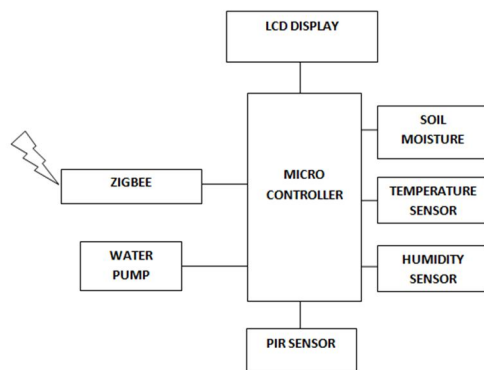 LCD DISPLAY
SOIL
MOISTURE
ZIGBEE
MICRO
CONTROLLER
TEMPERATURE
SENSOR
WATER
PUMP
HUMIDITY
SENSOR
PIR SENSOR